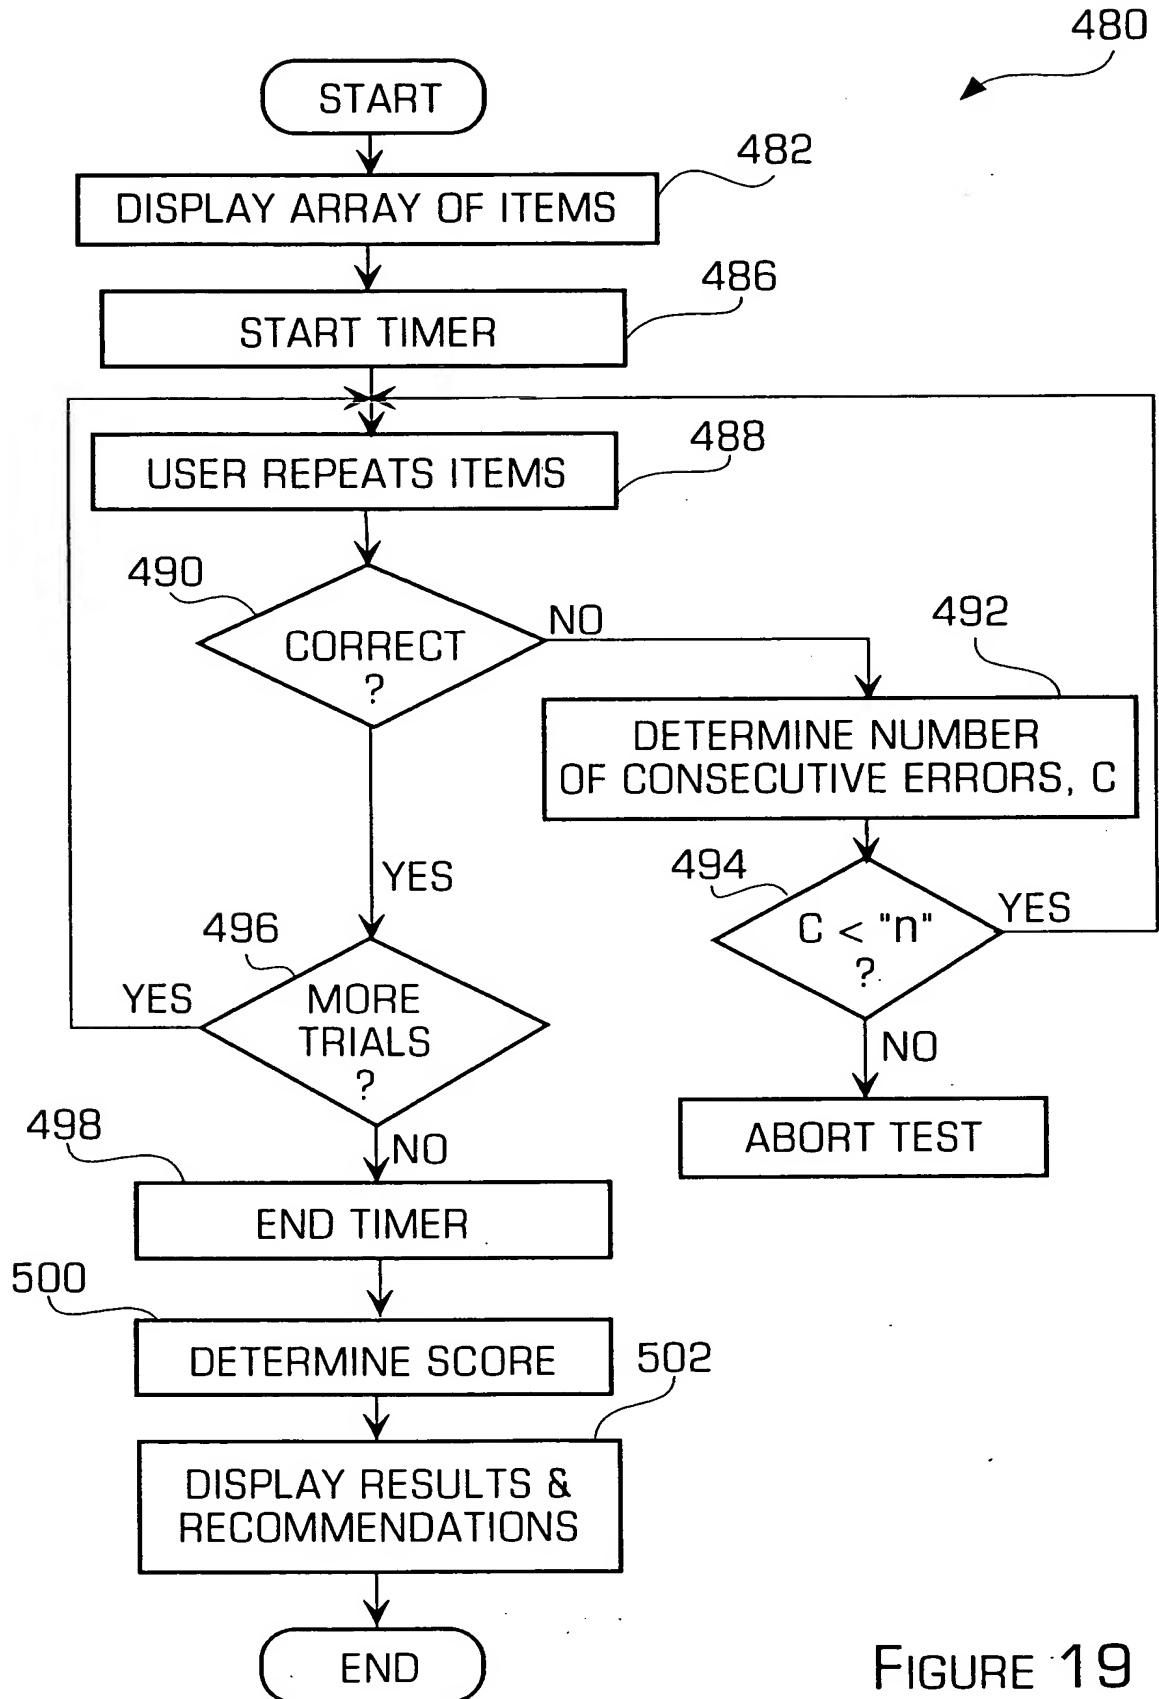 480
START
482
DISPLAY ARRAY OF ITEMS
486
START TIMER
488
USER REPEATS ITEMS
490
CORRECT
?
NO
492
DETERMINE NUMBER
OF CONSECUTIVE ERRORS, C
494
C < "n"
?
YES
NO
ABORT TEST
YES
496
MORE
TRIALS
?
YES
NO
498
END TIMER
500
DETERMINE SCORE
502
DISPLAY RESULTS &
RECOMMENDATIONS
END
FIGURE 19